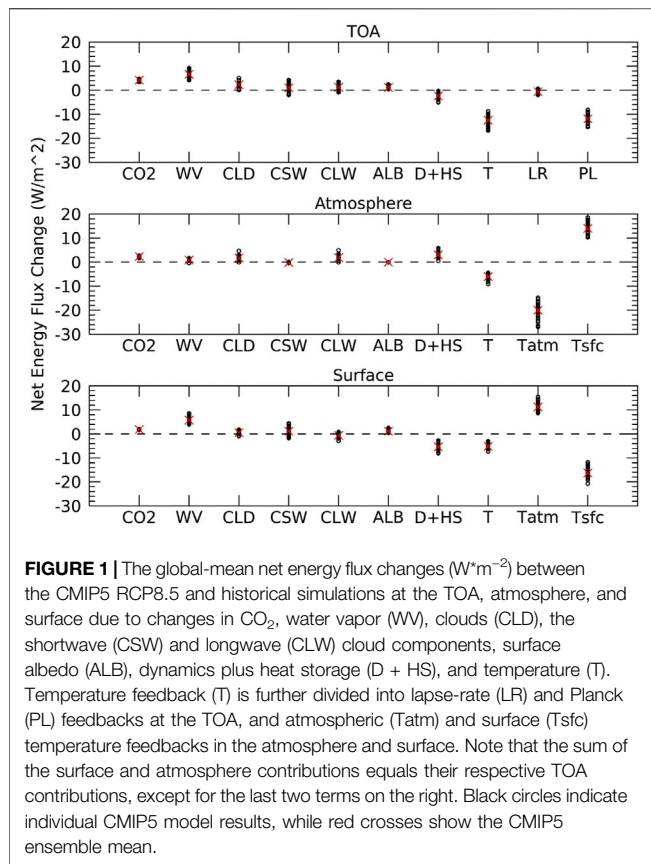 TOA
20
10
0
-10
-20
-30
CO2 WV CLD CSW CLW ALB D+HS T LR PL
Atmosphere
20
10
0
-10
-20
-30
CO2 WV CLD CSW CLW ALB D+HS T Tatm Tsfc
Surface
20
10
0
-10
-20
-30
CO2 WV CLD CSW CLW ALB D+HS T Tatm Tsfc
Net Energy Flux Change (W/m^2)
FIGURE 1 | The global-mean net energy flux changes (W*m⁻²) between
the CMIP5 RCP8.5 and historical simulations at the TOA, atmosphere, and
surface due to changes in CO₂, water vapor (WV), clouds (CLD), the
shortwave (CSW) and longwave (CLW) cloud components, surface
albedo (ALB), dynamics plus heat storage (D + HS), and temperature (T).
Temperature feedback (T) is further divided into lapse-rate (LR) and Planck
(PL) feedbacks at the TOA, and atmospheric (Tatm) and surface (Tsfc)
temperature feedbacks in the atmosphere and surface. Note that the sum of
the surface and atmosphere contributions equals their respective TOA
contributions, except for the last two terms on the right. Black circles indicate
individual CMIP5 model results, while red crosses show the CMIP5
ensemble mean.